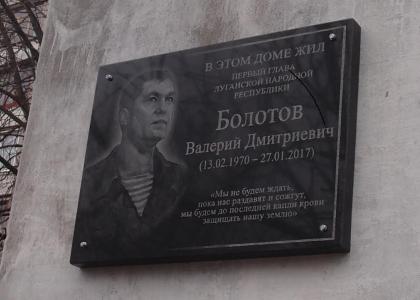 В ЭТОМ ДОМЕ ЖИЛ
ПЕРВЫЙ ГЛАВА
ЛУГАНСКОЙ НАРОДНОЙ
РЕСПУБЛИКИ
БОЛОТОВ
Валерий Дмитриевич
(13.02.1970 – 27.01.2017)
«Мы не будем ждать,
пока нас раздавят и сожгут,
мы будем до последней капли крови
защищать нашу землю»